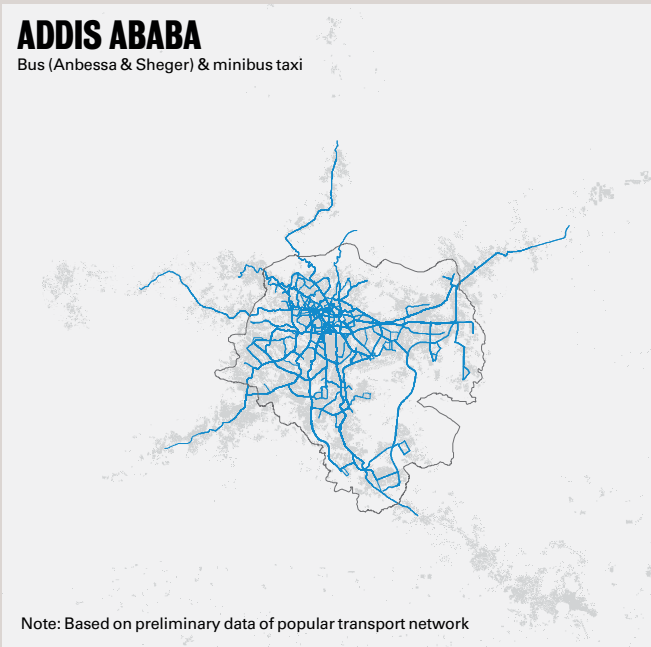 ADDIS ABABA
Bus (Anbessa & Sheger) & minibus taxi
Note: Based on preliminary data of popular transport network